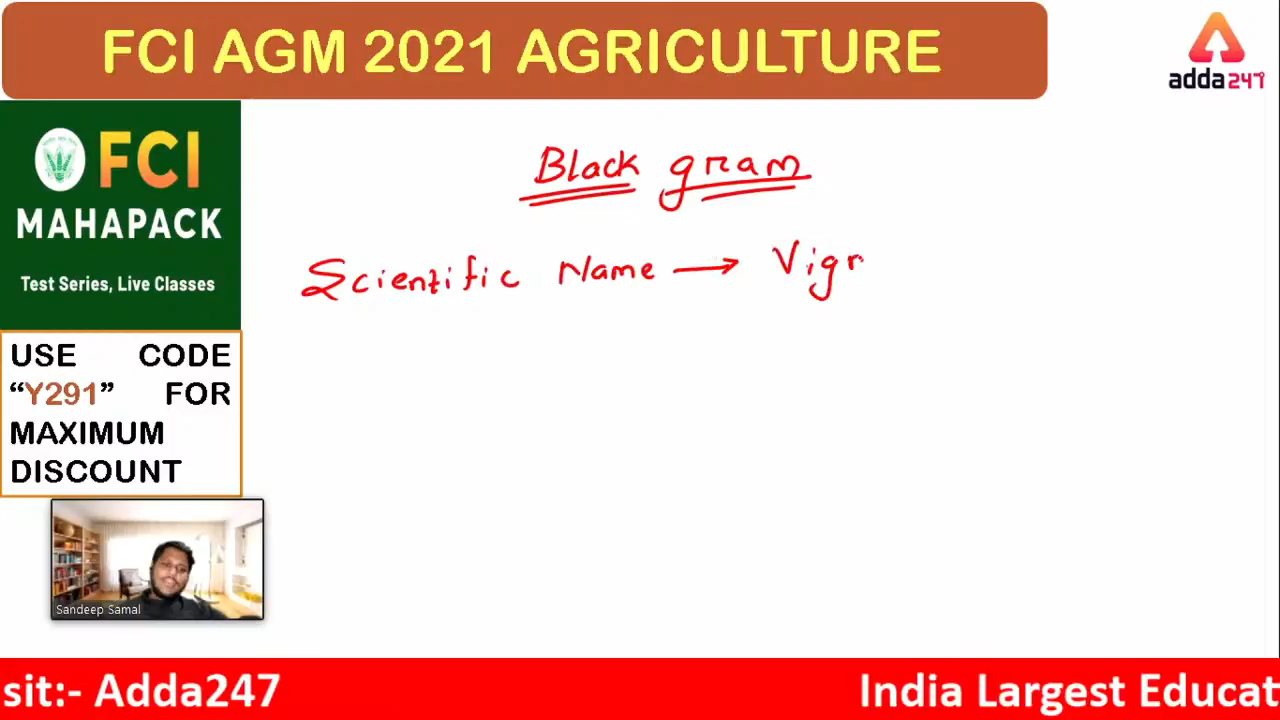 FCI AGM 2021 AGRICULTURE
adda247
FCI
MAHAPACK
Test Series, Live Classes
USE CODE
“Y291” FOR
MAXIMUM
DISCOUNT
Black gram
Scientific Name → Vigr
Sandeep Samal
sit:- Adda247
India Largest Educat